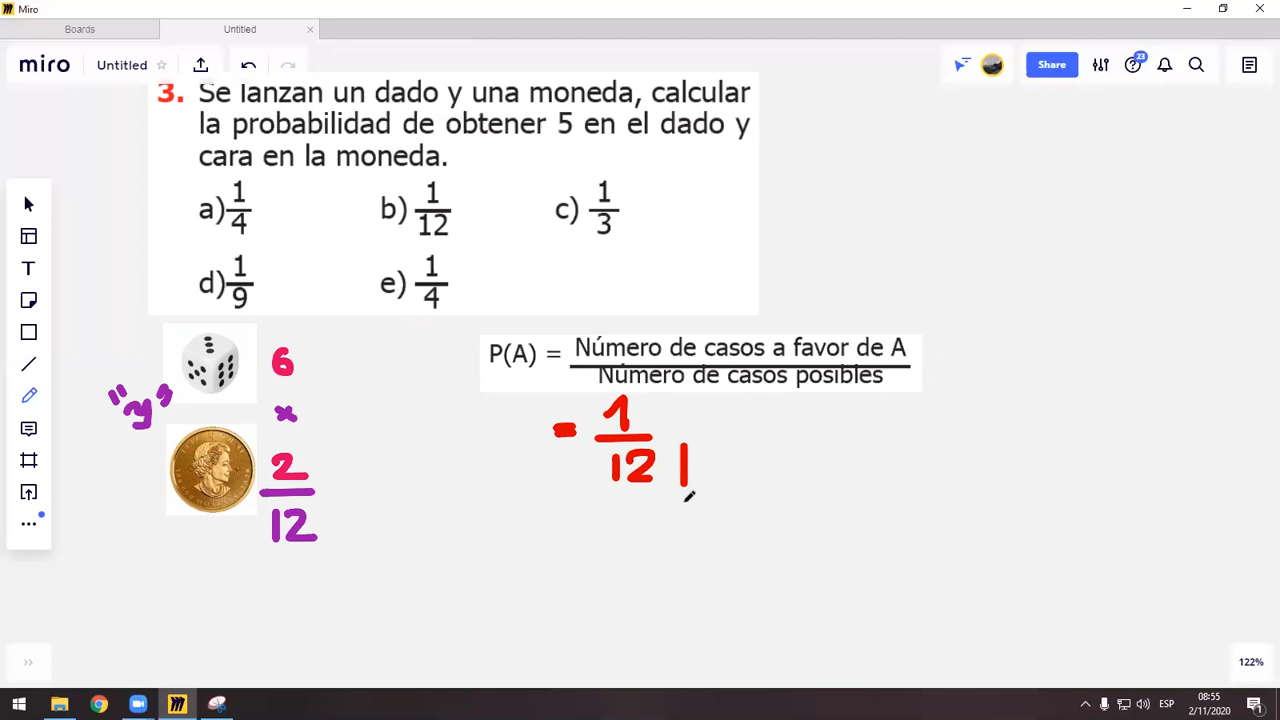 Miro
Boards
Untitled
miro
Untitled
Share
23
3. Se lanzan un dado y una moneda, calcular
la probabilidad de obtener 5 en el dado y
cara en la moneda.
a) 1/4 b) 1/12 c) 1/3
d) 1/9 e) 1/4
6
"y" x
2
12
P(A) = Número de casos a favor de A
Número de casos posibles
= 1
12 |
122%
ESP
08:55
2/11/2020
1